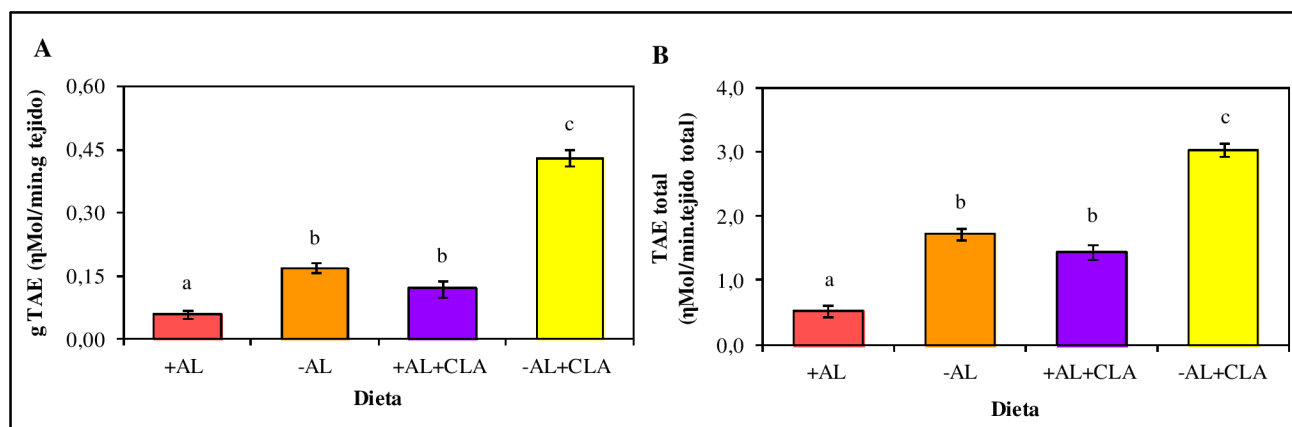 A
g TAE (ηMol/min.g tejido)
0,60
0,45
0,30
0,15
0,00
a
b
b
c
+AL
-AL
+AL+CLA
-AL+CLA
Dieta
B
TAE total
(ηMol/min.tejido total)
4,0
3,0
2,0
1,0
0,0
a
b
b
c
+AL
-AL
+AL+CLA
-AL+CLA
Dieta